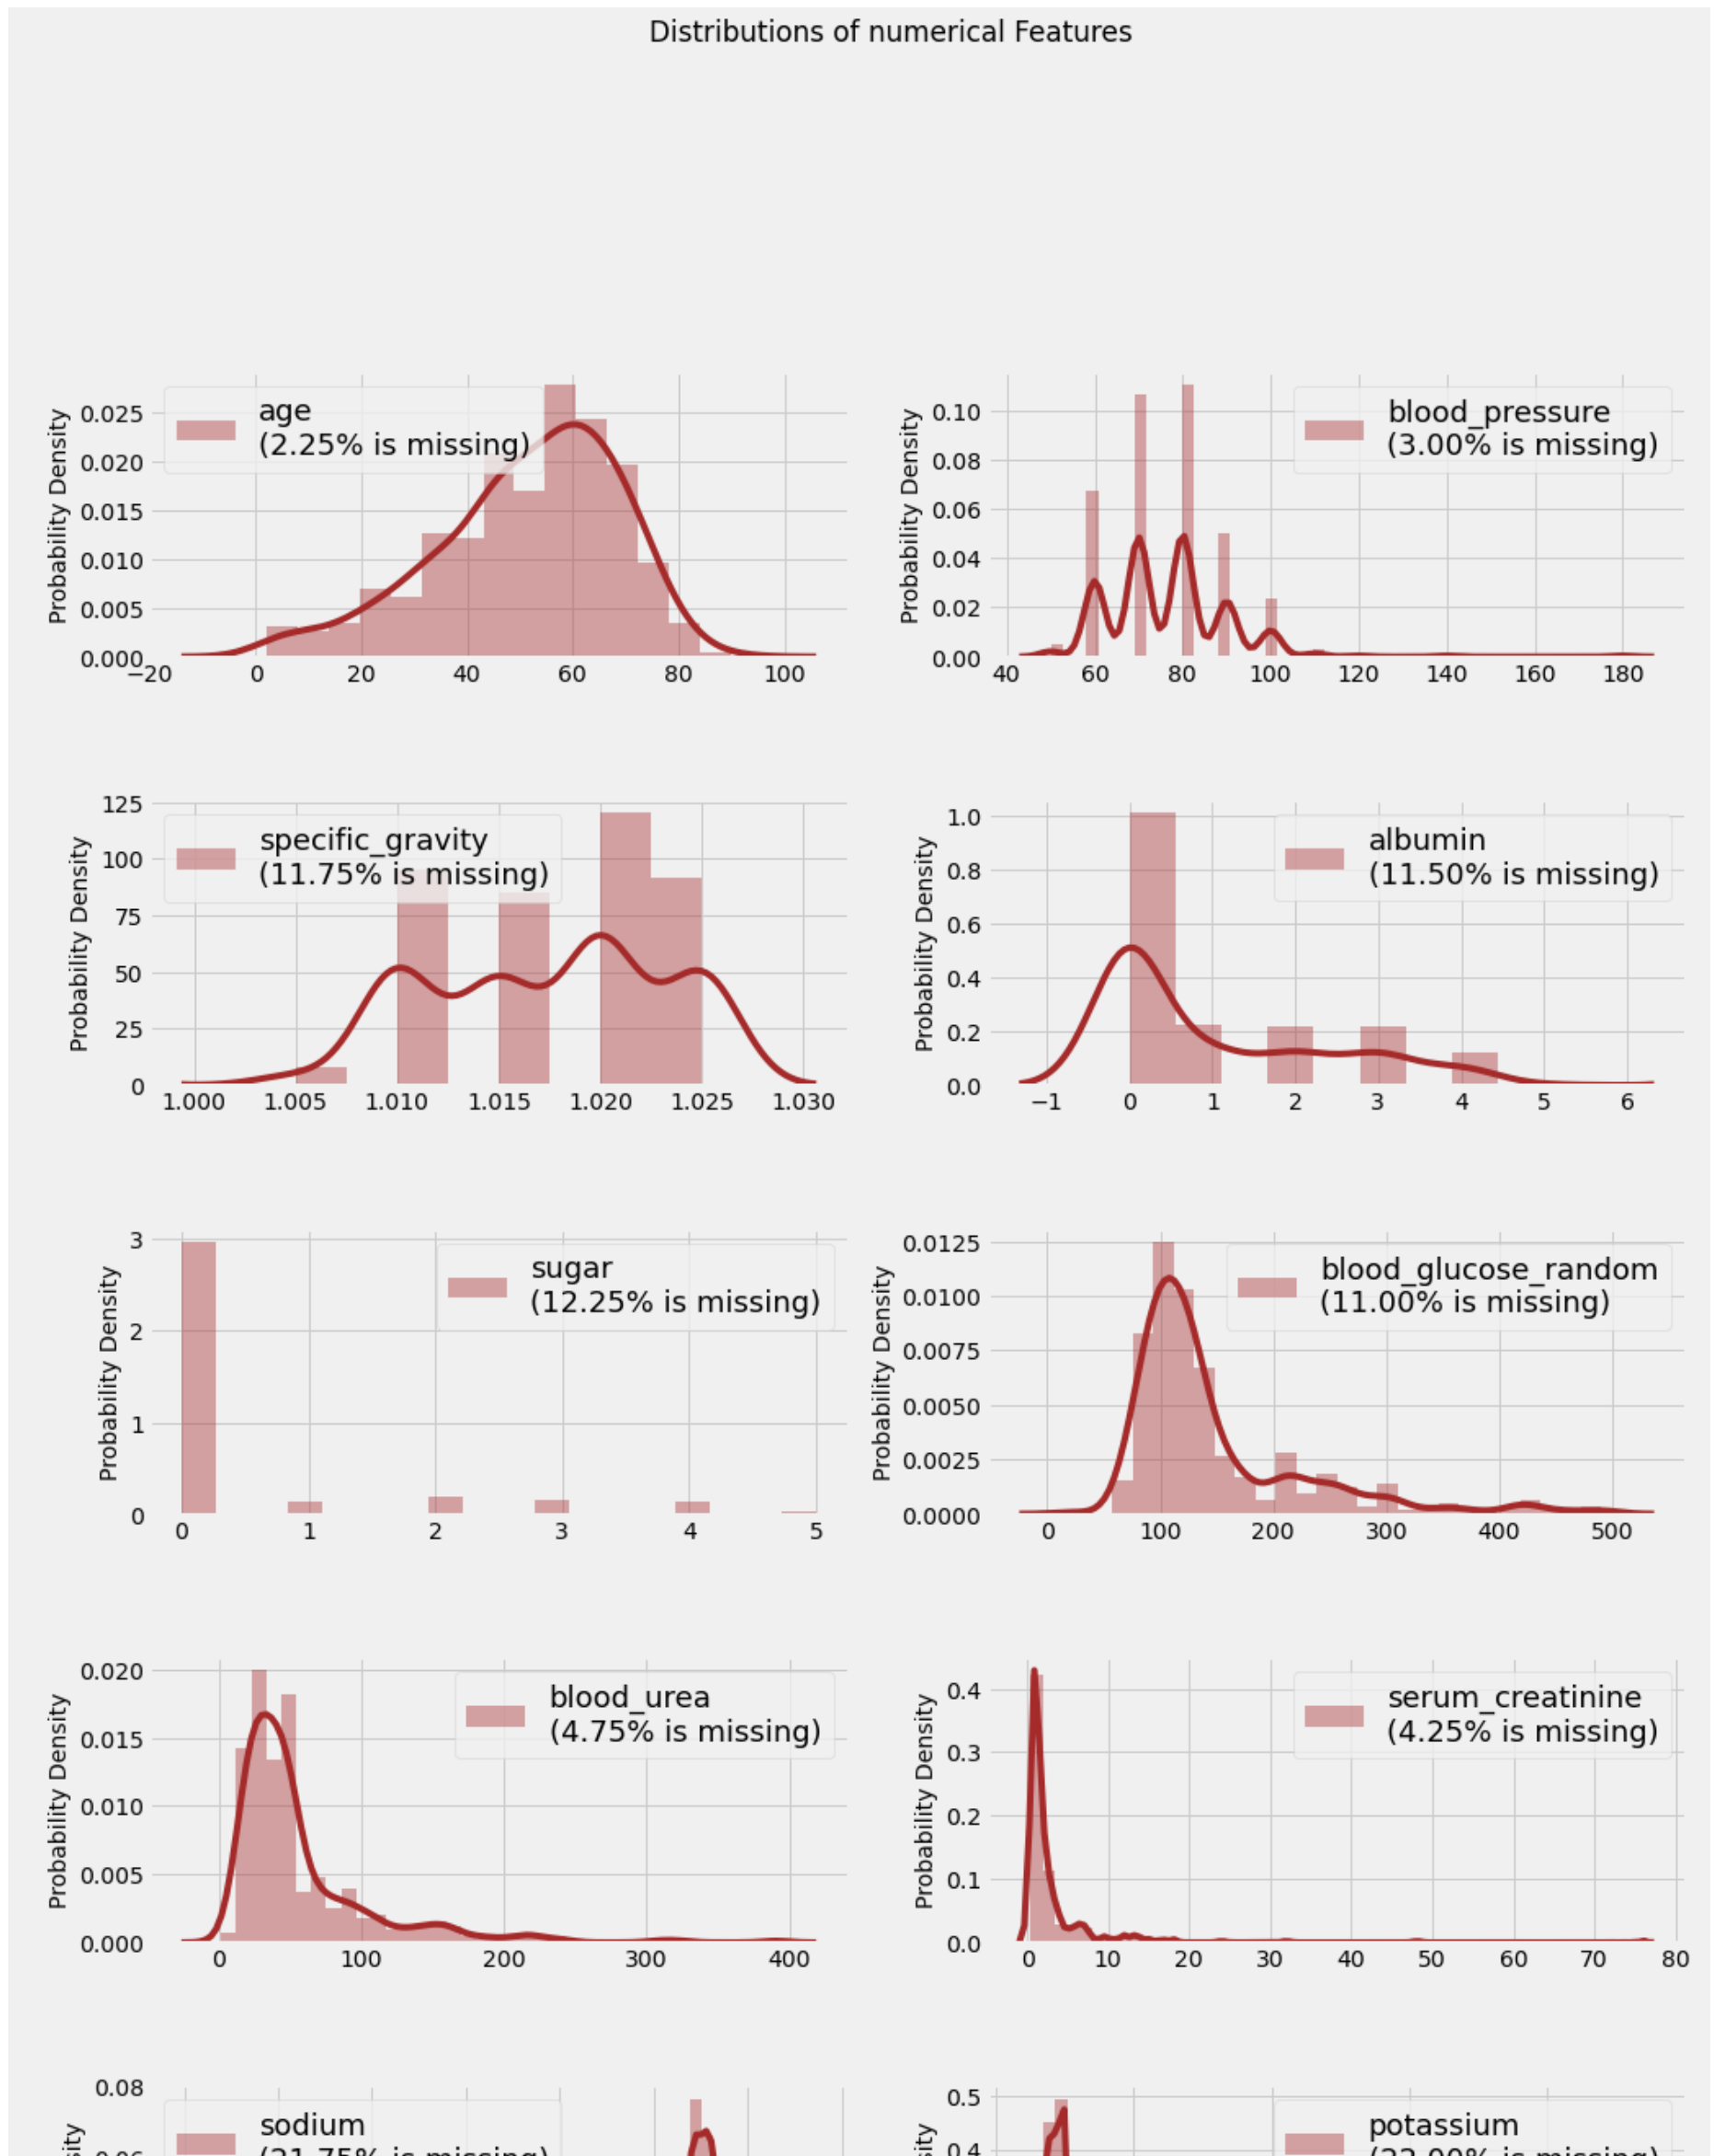 Distributions of numerical Features
age
(2.25% is missing)
Probability Density
0.025
0.020
0.015
0.010
0.005
0.000
−20 0 20 40 60 80 100
blood_pressure
(3.00% is missing)
Probability Density
0.10
0.08
0.06
0.04
0.02
0.00
40 60 80 100 120 140 160 180
specific_gravity
(11.75% is missing)
Probability Density
125
100
75
50
25
0
1.000 1.005 1.010 1.015 1.020 1.025 1.030
albumin
(11.50% is missing)
Probability Density
1.0
0.8
0.6
0.4
0.2
0.0
−1 0 1 2 3 4 5 6
sugar
(12.25% is missing)
Probability Density
3
2
1
0
0 1 2 3 4 5
blood_glucose_random
(11.00% is missing)
Probability Density
0.0125
0.0100
0.0075
0.0050
0.0025
0.0000
0 100 200 300 400 500
blood_urea
(4.75% is missing)
Probability Density
0.020
0.015
0.010
0.005
0.000
0 100 200 300 400
serum_creatinine
(4.25% is missing)
Probability Density
0.4
0.3
0.2
0.1
0.0
0 10 20 30 40 50 60 70 80
sodium
(21.75% is missing)
0.08
0.06
potassium
(22.00% is missing)
0.5
0.4